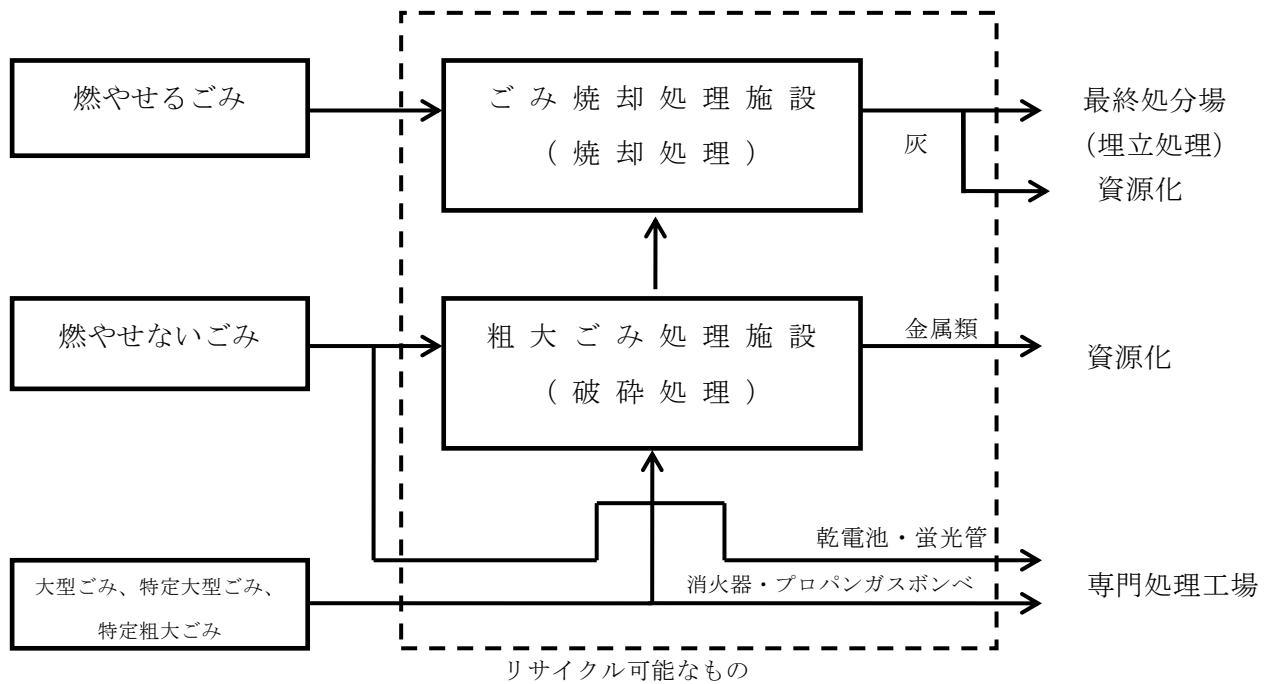 燃やせるごみ
ごみ焼却処理施設
(焼却処理)
灰
最終処分場
(埋立処理)
資源化
燃やせないごみ
粗大ごみ処理施設
(破砕処理)
金属類
資源化
乾電池・蛍光管
大型ごみ、特定大型ごみ、
特定粗大ごみ
消火器・プロパンガスボンベ
専門処理工場
リサイクル可能なもの